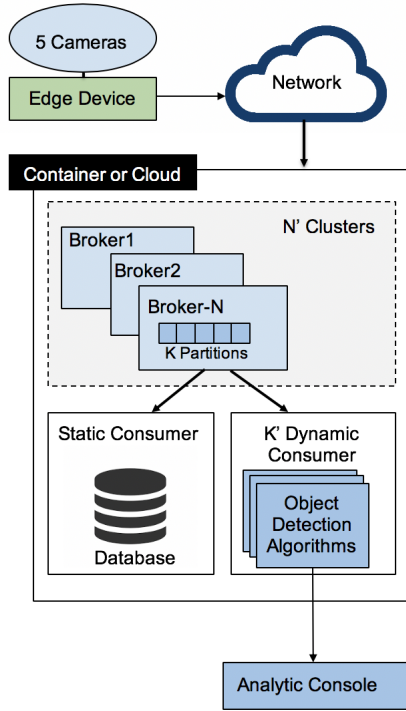 5 Cameras
Edge Device
Network
Container or Cloud
N’ Clusters
Broker1
Broker2
Broker-N
K Partitions
Static Consumer
Database
K’ Dynamic
Consumer
Object
Detection
Algorithms
Analytic Console